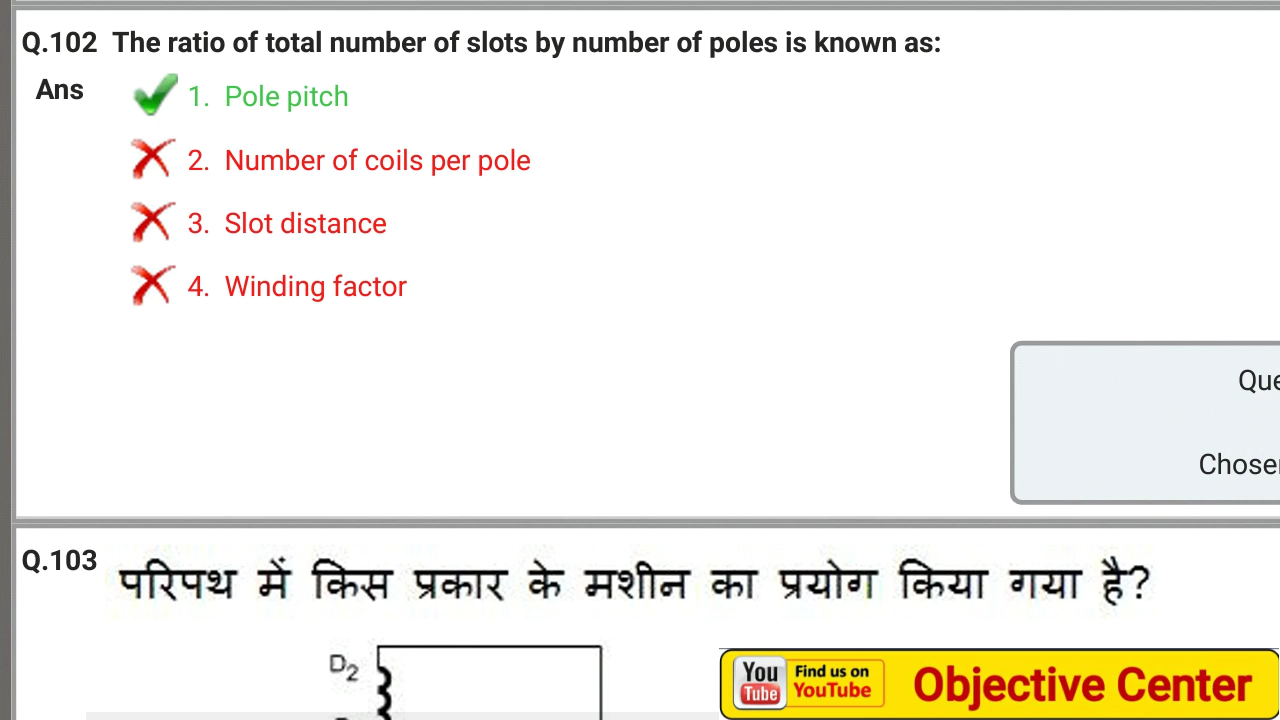 Q.102 The ratio of total number of slots by number of poles is known as:
Ans 1. Pole pitch
2. Number of coils per pole
3. Slot distance
4. Winding factor
Que
Chose
Q.103 परिपथ में किस प्रकार के मशीन का प्रयोग किया गया है?
D2
You Tube Find us on YouTube Objective Center